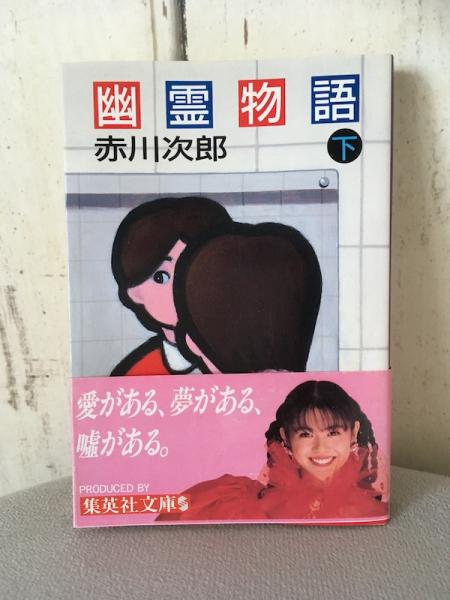 幽霊物語
赤川次郎
下
愛がある、夢がある、
嘘がある。
PRODUCED BY
集英社文庫